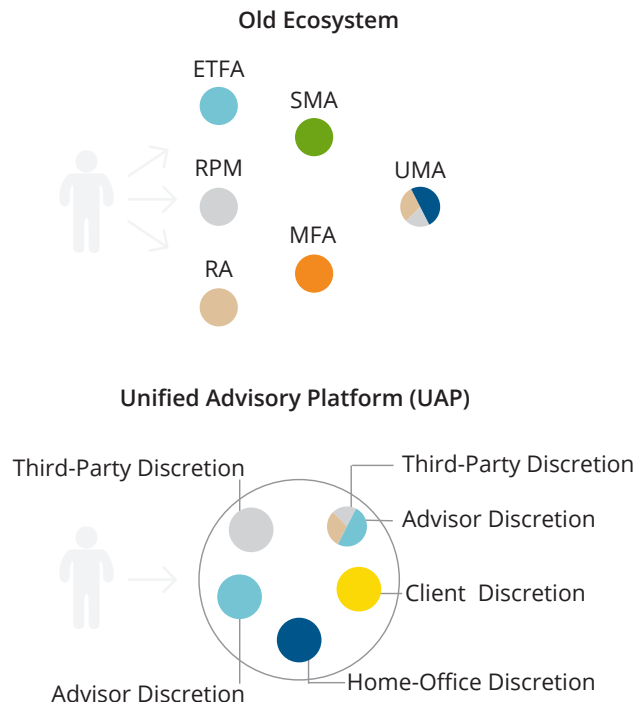 Old Ecosystem
ETFA
SMA
RPM
UMA
MFA
RA
Unified Advisory Platform (UAP)
Third-Party Discretion
Third-Party Discretion
Advisor Discretion
Client Discretion
Home-Office Discretion
Advisor Discretion